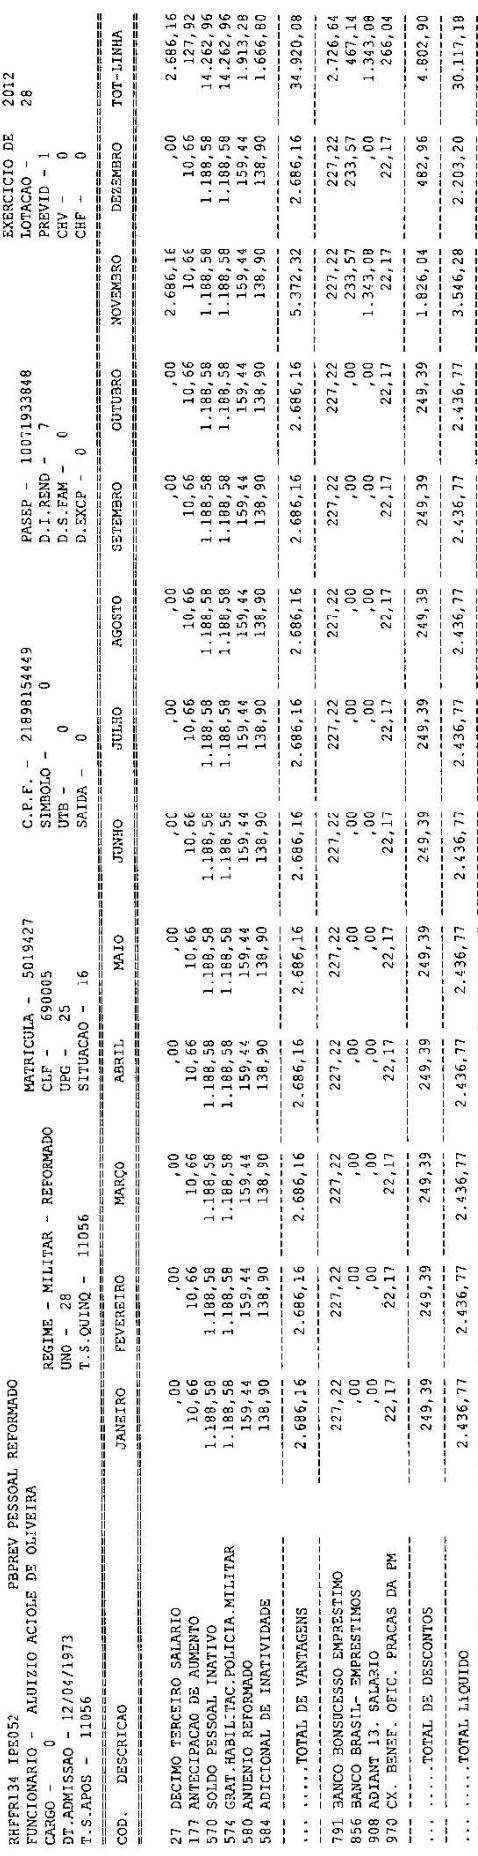 RHFFR134 IPE052 PBPREV PESSOAL REFORMADO EXERCICIO DE 2012
FUNCIONARIO - ALUIZIO ACIOLE DE OLIVEIRA MATRICULA - 5019427 C.P.F. - 21898154449 PASEP - 10071933848 LOTACAO - 28
CARGO - 0 REGIME - MILITAR - REFORMADO CLF - 690005 SIMBOLO - 0 D.I.REND - 7 PREVID - 1
DT.ADMISSAO - 12/04/1973 UNO - 28 UPG - 25 UTB - 0 D.S.FAM - 0 CHV - 0
T.S.APOS - 11056 T.S.QUINQ - 11056 SITUACAO - 16 SAIDA - 0 D.EXCP - 0 CHF - 0
COD. DESCRICAO JANEIRO FEVEREIRO MARÇO ABRIL MAIO JUNHO JULHO AGOSTO SETEMBRO OUTUBRO NOVEMBRO DEZEMBRO TOT-LINHA
27 DECIMO TERCEIRO SALARIO ,00 ,00 ,00 ,00 ,00 ,00 ,00 ,00 ,00 ,00 2.686,16 ,00 2.686,16
177 ANTECIPACAO DE AUMENTO 10,66 10,66 10,66 10,66 10,66 10,66 10,66 10,66 10,66 10,66 10,66 10,66 127,92
570 SOLDO PESSOAL INATIVO 1.188,58 1.188,58 1.188,58 1.188,58 1.188,58 1.188,58 1.188,58 1.188,58 1.188,58 1.188,58 1.188,58 1.188,58 14.262,96
574 GRAT.HABILITAC.POLICIA.MILITAR 1.188,58 1.188,58 1.188,58 1.188,58 1.188,58 1.188,58 1.188,58 1.188,58 1.188,58 1.188,58 1.188,58 1.188,58 14.262,96
580 ANUENIO REFORMADO 159,44 159,44 159,44 159,44 159,44 159,44 159,44 159,44 159,44 159,44 159,44 159,44 1.913,28
584 ADICIONAL DE INATIVIDADE 138,90 138,90 138,90 138,90 138,90 138,90 138,90 138,90 138,90 138,90 138,90 138,90 1.666,80
... .....TOTAL DE VANTAGENS 2.686,16 2.686,16 2.686,16 2.686,16 2.686,16 2.686,16 2.686,16 2.686,16 2.686,16 2.686,16 5.372,32 2.686,16 34.920,08
791 BANCO BONSUCESSO EMPRESTIMO 227,22 227,22 227,22 227,22 227,22 227,22 227,22 227,22 227,22 227,22 227,22 227,22 2.726,64
856 BANCO BRASIL- EMPRESTIMOS ,00 ,00 ,00 ,00 ,00 ,00 ,00 ,00 ,00 ,00 233,57 233,57 467,14
908 ADIANT 13. SALARIO ,00 ,00 ,00 ,00 ,00 ,00 ,00 ,00 ,00 ,00 1.343,08 ,00 1.343,08
970 CX. BENEF. OFIC. PRACAS DA PM 22,17 22,17 22,17 22,17 22,17 22,17 22,17 22,17 22,17 22,17 22,17 22,17 266,04
... .....TOTAL DE DESCONTOS 249,39 249,39 249,39 249,39 249,39 249,39 249,39 249,39 249,39 249,39 1.826,04 482,96 4.802,90
... .....TOTAL LÍQUIDO 2.436,77 2.436,77 2.436,77 2.436,77 2.436,77 2.436,77 2.436,77 2.436,77 2.436,77 2.436,77 3.546,28 2.203,20 30.117,18